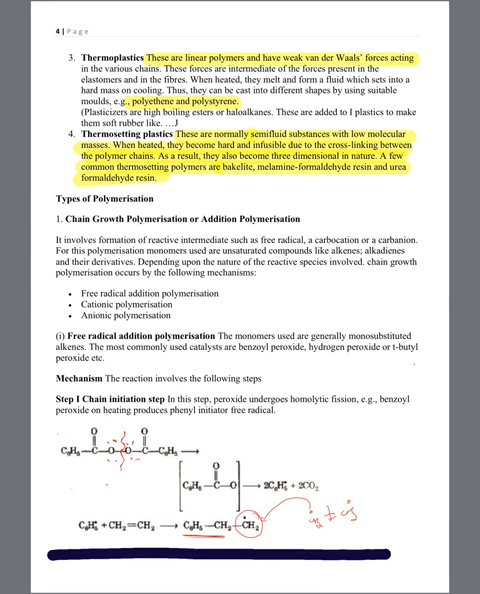 4 | P a g e
3. Thermoplastics These are linear polymers and have weak van der Waals' forces acting
in the various chains. These forces are intermediate of the forces present in the
elastomers and in the fibres. When heated, they melt and form a fluid which sets into a
hard mass on cooling. Thus, they can be cast into different shapes by using suitable
moulds, e.g., polyethene and polystyrene.
(Plasticizers are high boiling esters or haloalkanes. These are added to I plastics to make
them soft rubber like. …J
4. Thermosetting plastics These are normally semifluid substances with low molecular
masses. When heated, they become hard and infusible due to the cross-linking between
the polymer chains. As a result, they also become three dimensional in nature. A few
common thermosetting polymers are bakelite, melamine-formaldehyde resin and urea
formaldehyde resin.
Types of Polymerisation
1. Chain Growth Polymerisation or Addition Polymerisation
It involves formation of reactive intermediate such as free radical, a carbocation or a carbanion.
For this polymerisation monomers used are unsaturated compounds like alkenes; alkadienes
and their derivatives. Depending upon the nature of the reactive species involved. chain growth
polymerisation occurs by the following mechanisms:
• Free radical addition polymerisation
• Cationic polymerisation
• Anionic polymerisation
(i) Free radical addition polymerisation The monomers used are generally monosubstituted
alkenes. The most commonly used catalysts are benzoyl peroxide, hydrogen peroxide or t-butyl
peroxide etc.
Mechanism The reaction involves the following steps
Step I Chain initiation step In this step, peroxide undergoes homolytic fission, e.g., benzoyl
peroxide on heating produces phenyl initiator free radical.
O O
C₆H₅—C—O—O—C—C₆H₅ ⟶
O
[C₆H₅—C—O] ⟶ 2C₆H₅• + 2CO₂
C₆H₅• + CH₂=CH₂ ⟶ C₆H₅—CH₂—ĊH₂